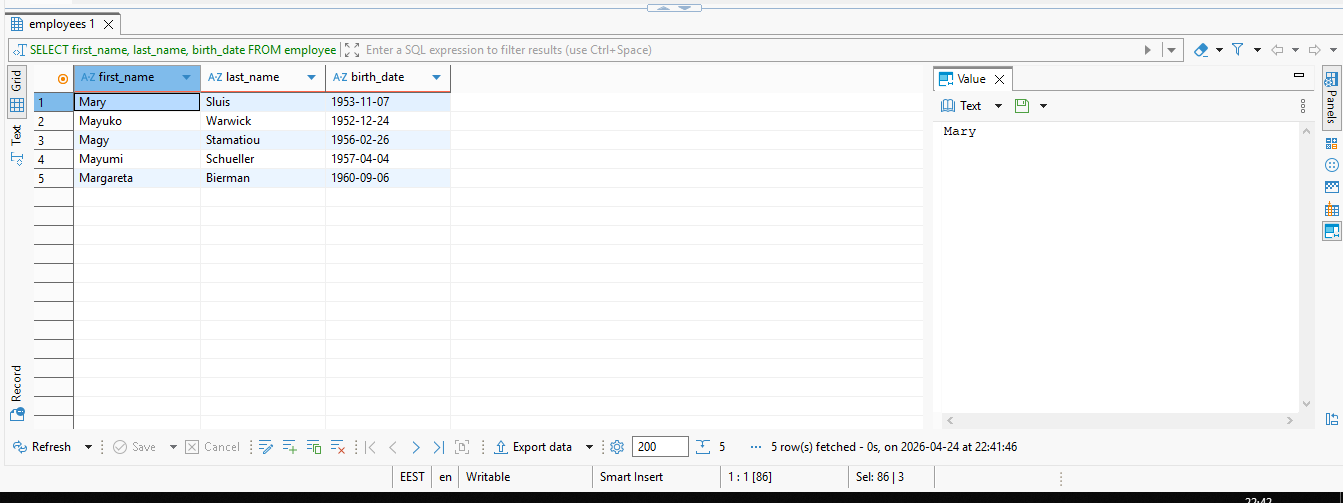 employees 1
SELECT first_name, last_name, birth_date FROM employee Enter a SQL expression to filter results (use Ctrl+Space)
Grid
Text
Record
A-Z first_name A-Z last_name A-Z birth_date
1 Mary Sluis 1953-11-07
2 Mayuko Warwick 1952-12-24
3 Magy Stamatiou 1956-02-26
4 Mayumi Schueller 1957-04-04
5 Margareta Bierman 1960-09-06
Value
Text
Mary
Panels
Refresh Save Cancel Export data 200 5 ... 5 row(s) fetched - 0s, on 2026-04-24 at 22:41:46
EEST en Writable Smart Insert 1 : 1 [86] Sel: 86 | 3